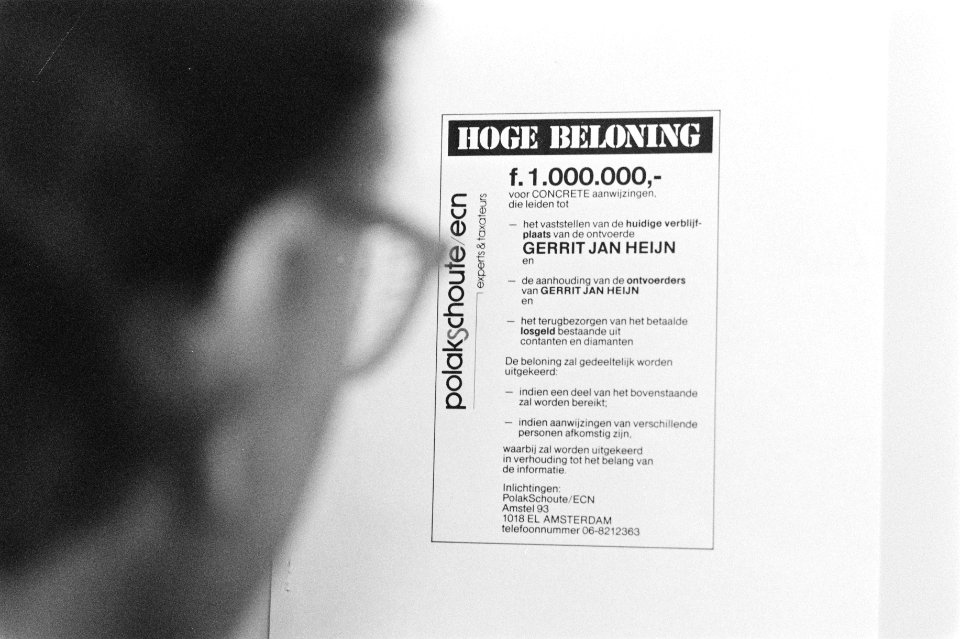 HOGE BELONING
f. 1.000.000,-
voor CONCRETE aanwijzingen,
die leiden tot
— het vaststellen van de huidige verblijf-
plaats van de ontvoerde
GERRIT JAN HEIJN
en
— de aanhouding van de ontvoerders
van GERRIT JAN HEIJN
en
— het terugbezorgen van het betaalde
losgeld bestaande uit
contanten en diamanten
De beloning zal gedeeltelijk worden
uitgekeerd:
— indien een deel van het bovenstaande
zal worden bereikt;
— indien aanwijzingen van verschillende
personen afkomstig zijn,
waarbij zal worden uitgekeerd
in verhouding tot het belang van
de informatie.
Inlichtingen:
PolakSchoute/ECN
Amstel 93
1018 EL AMSTERDAM
telefoonnummer 06-8212363
polakschoute/ecn
experts & taxateurs